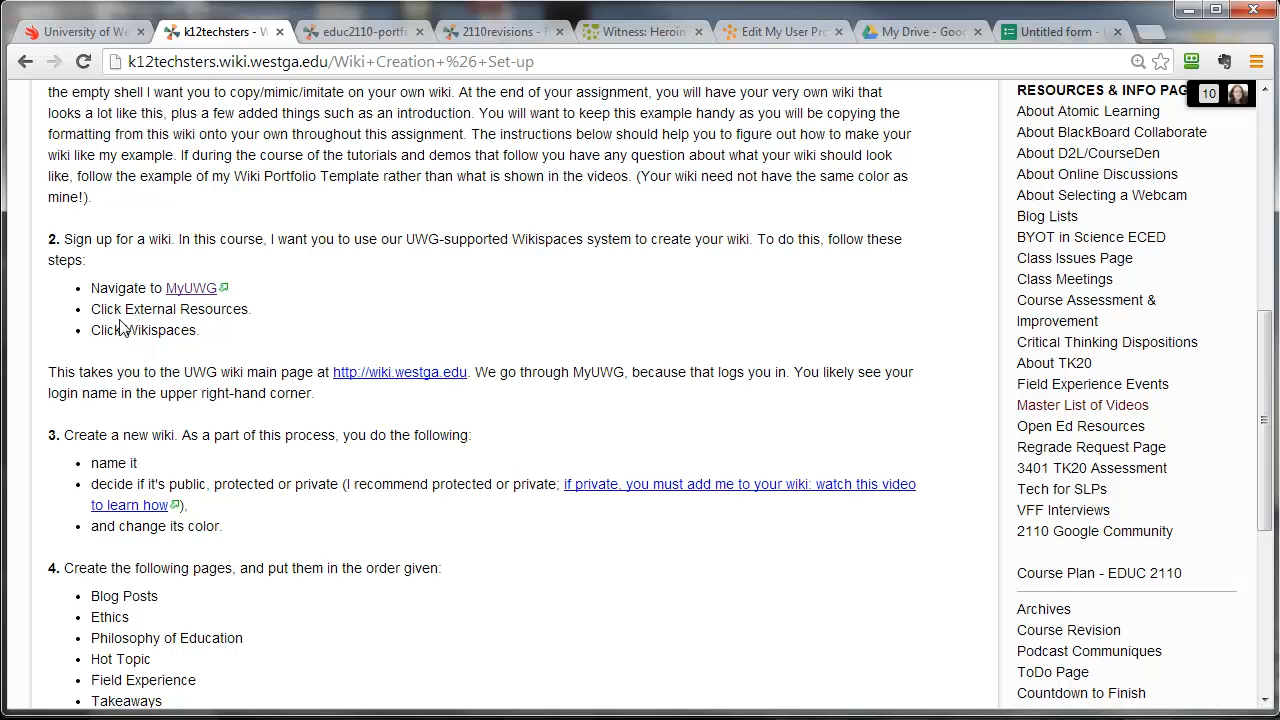 University of We
k12techsters - W
educ2110-portfo
2110revisions - P
Witness: Heroin
Edit My User Pro
My Drive - Goog
Untitled form -
k12techsters.wiki.westga.edu/Wiki+Creation+%26+Set-up
10
the empty shell I want you to copy/mimic/imitate on your own wiki. At the end of your assignment, you will have your very own wiki that
looks a lot like this, plus a few added things such as an introduction. You will want to keep this example handy as you will be copying the
formatting from this wiki onto your own throughout this assignment. The instructions below should help you to figure out how to make your
wiki like my example. If during the course of the tutorials and demos that follow you have any question about what your wiki should look
like, follow the example of my Wiki Portfolio Template rather than what is shown in the videos. (Your wiki need not have the same color as
mine!).
2. Sign up for a wiki. In this course, I want you to use our UWG-supported Wikispaces system to create your wiki. To do this, follow these
steps:
Navigate to MyUWG
Click External Resources.
Click Wikispaces.
This takes you to the UWG wiki main page at http://wiki.westga.edu. We go through MyUWG, because that logs you in. You likely see your
login name in the upper right-hand corner.
3. Create a new wiki. As a part of this process, you do the following:
name it
decide if it's public, protected or private (I recommend protected or private; if private, you must add me to your wiki: watch this video
to learn how),
and change its color.
4. Create the following pages, and put them in the order given:
Blog Posts
Ethics
Philosophy of Education
Hot Topic
Field Experience
Takeaways
RESOURCES & INFO PAG
About Atomic Learning
About BlackBoard Collaborate
About D2L/CourseDen
About Online Discussions
About Selecting a Webcam
Blog Lists
BYOT in Science ECED
Class Issues Page
Class Meetings
Course Assessment &
Improvement
Critical Thinking Dispositions
About TK20
Field Experience Events
Master List of Videos
Open Ed Resources
Regrade Request Page
3401 TK20 Assessment
Tech for SLPs
VFF Interviews
2110 Google Community
Course Plan - EDUC 2110
Archives
Course Revision
Podcast Communiques
ToDo Page
Countdown to Finish